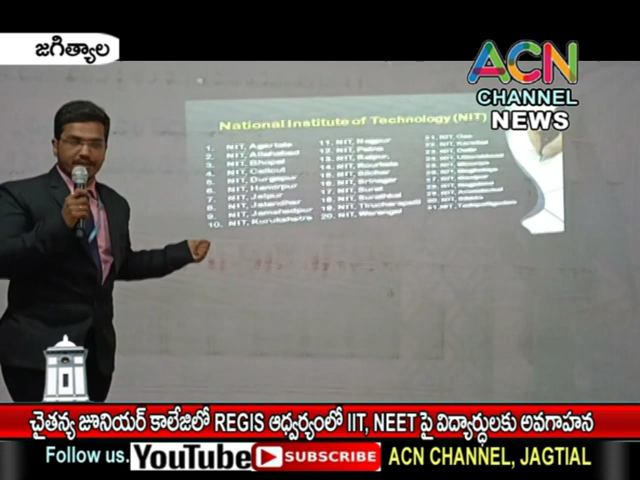 జగిత్యాల
ACN
CHANNEL
NEWS
National Institute of Technology (NIT)
1. NIT, Agartala
2. NIT, Allahabad
3. NIT, Bhopal
4. NIT, Calicut
5. NIT, Durgapur
6. NIT, Hamirpur
7. NIT, Jaipur
8. NIT, Jalandhar
9. NIT, Jamshedpur
10. NIT, Kurukshetra
11. NIT, Nagpur
12. NIT, Patna
13. NIT, Raipur
14. NIT, Rourkela
15. NIT, Silchar
16. NIT, Srinagar
17. NIT, Surat
18. NIT, Surathkal
19. NIT, Tiruchirapalli
20. NIT, Warangal
21. NIT, Goa
చైతన్య జూనియర్ కాలేజిలో REGIS ఆధ్వర్యంలో IIT, NEET పై విద్యార్థులకు అవగాహన
Follow us. YouTube SUBSCRIBE ACN CHANNEL, JAGTIAL